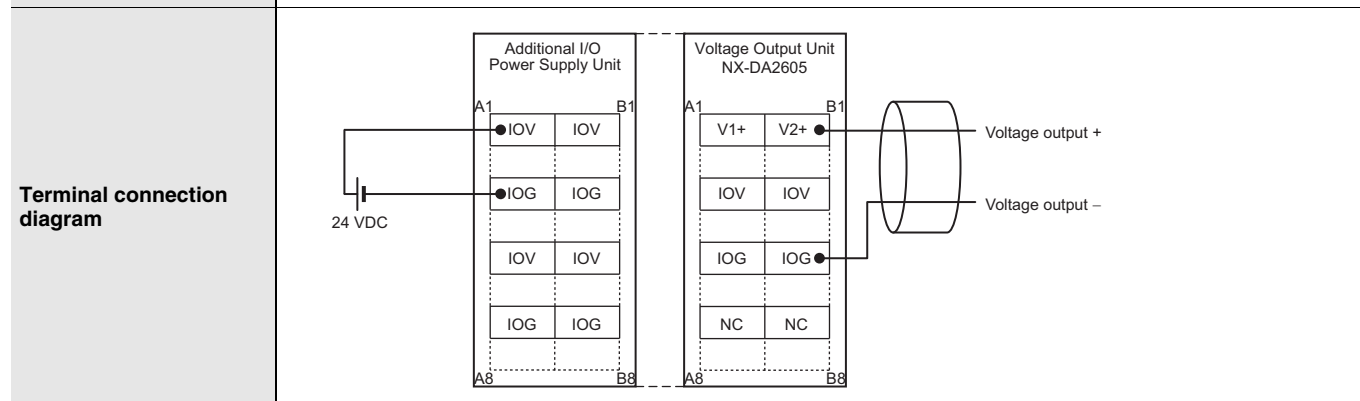 Terminal connection
diagram
Additional I/O
Power Supply Unit
A1 B1
IOV IOV
IOG IOG
IOV IOV
IOG IOG
A8 B8
24 VDC
Voltage Output Unit
NX-DA2605
A1 B1
V1+ V2+
IOV IOV
IOG IOG
NC NC
A8 B8
Voltage output +
Voltage output –